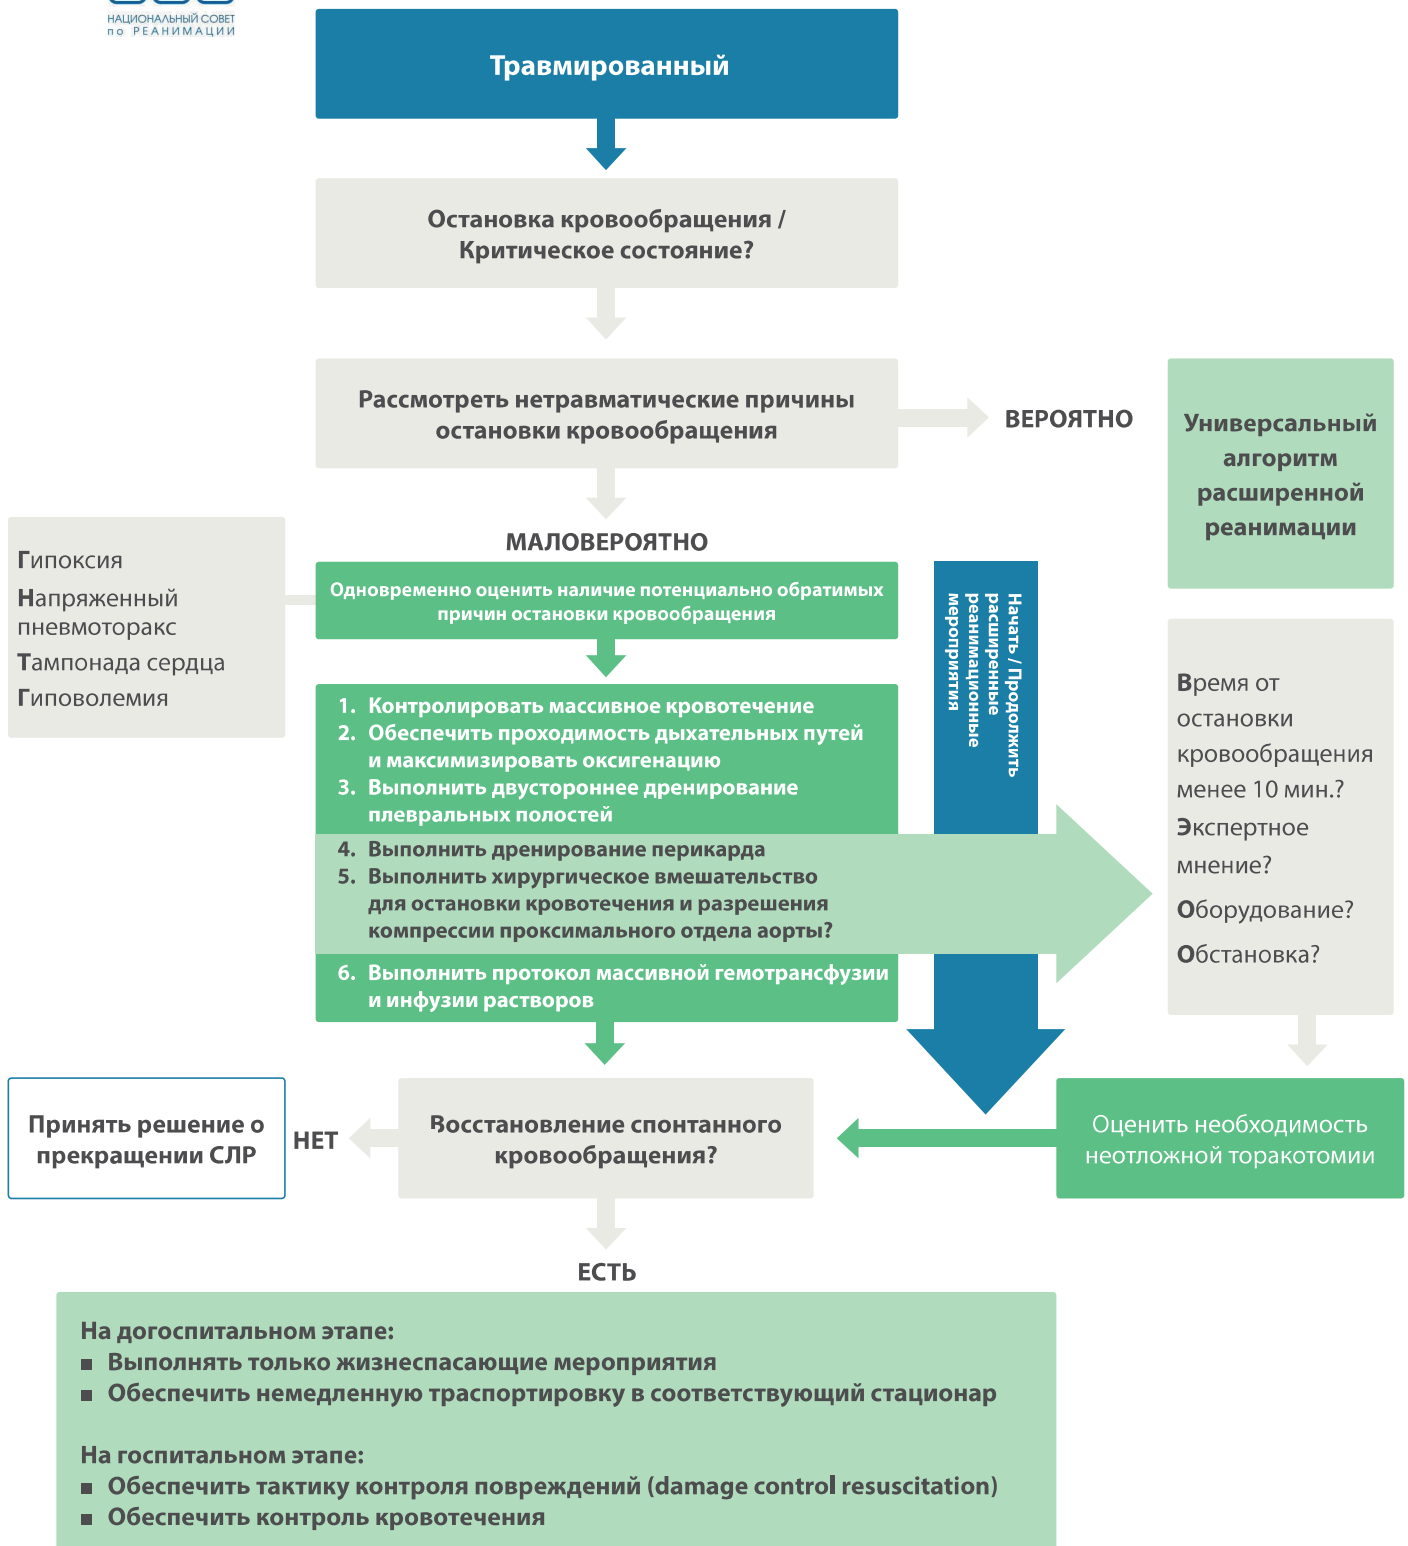 НАЦИОНАЛЬНЫЙ СОВЕТ
по РЕАНИМАЦИИ
Травмированный
Остановка кровообращения /
Критическое состояние?
Рассмотреть нетравматические причины
остановки кровообращения
ВЕРОЯТНО
Универсальный
алгоритм
расширенной
реанимации
МАЛОВЕРОЯТНО
Гипоксия
Напряженный
пневмоторакс
Тампонада сердца
Гиповолемия
Одновременно оценить наличие потенциально обратимых
причин остановки кровообращения
1. Контролировать массивное кровотечение
2. Обеспечить проходимость дыхательных путей
и максимизировать оксигенацию
3. Выполнить двустороннее дренирование
плевральных полостей
4. Выполнить дренирование перикарда
5. Выполнить хирургическое вмешательство
для остановки кровотечения и разрешения
компрессии проксимального отдела аорты?
6. Выполнить протокол массивной гемотрансфузии
и инфузии растворов
Начать / Продолжить
расширенные
реанимационные
мероприятия
Время от
остановки
кровообращения
менее 10 мин.?
Экспертное
мнение?
Оборудование?
Обстановка?
Оценить необходимость
неотложной торакотомии
Восстановление спонтанного
кровообращения?
НЕТ
Принять решение о
прекращении СЛР
ЕСТЬ
На догоспитальном этапе:
▪ Выполнять только жизнеспасающие мероприятия
▪ Обеспечить немедленную траспортировку в соответствующий стационар
На госпитальном этапе:
▪ Обеспечить тактику контроля повреждений (damage control resuscitation)
▪ Обеспечить контроль кровотечения